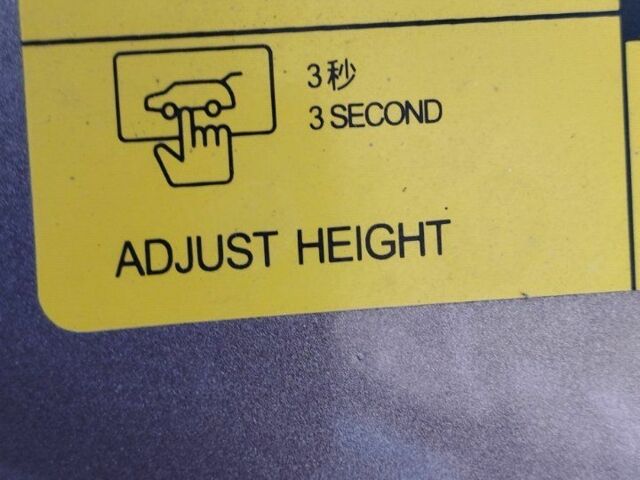 3秒
3 SECOND
ADJUST HEIGHT